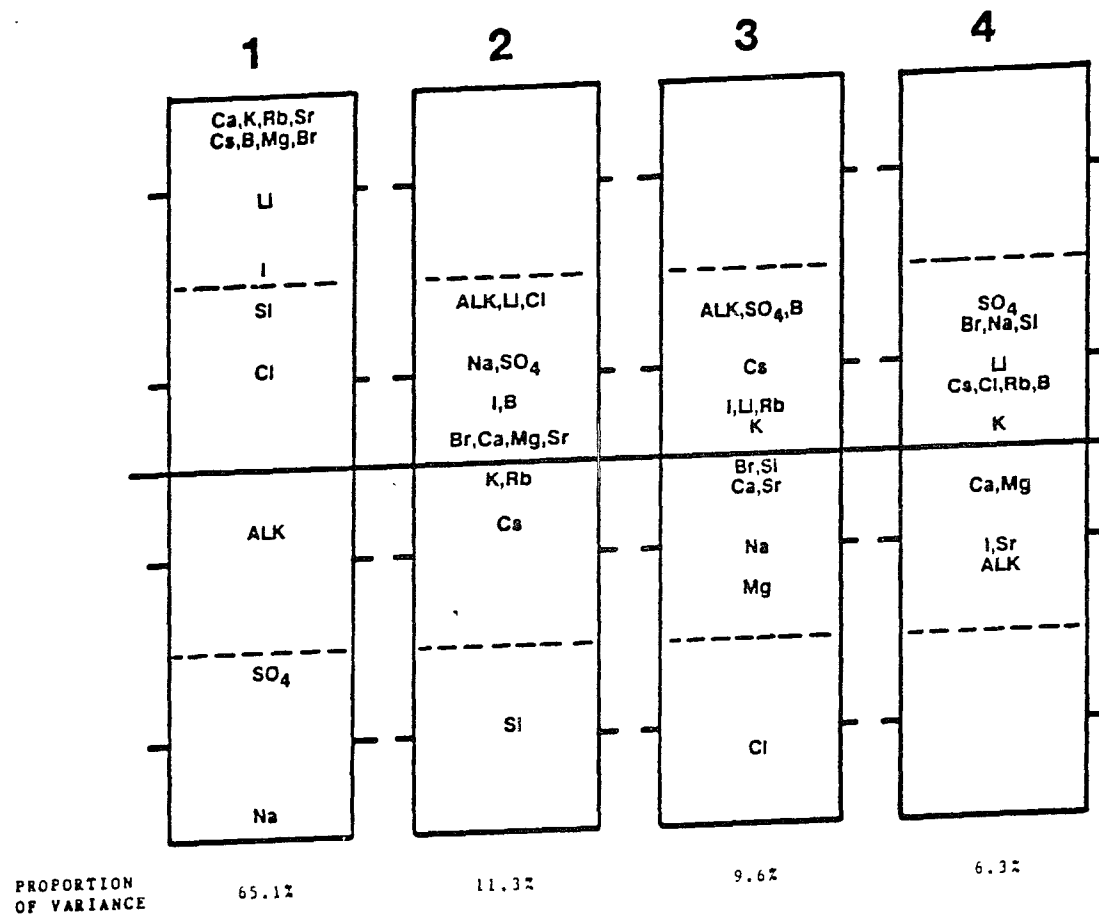 1 2 3 4
Ca,K,Rb,Sr
Cs,B,Mg,Br
Li
I
Si
Cl
ALK
SO4
Na
ALK,Li,Cl
Na,SO4
I,B
Br,Ca,Mg,Sr
K,Rb
Cs
Si
ALK,SO4,B
Cs
I,Li,Rb
K
Br,Si
Ca,Sr
Na
Mg
Cl
SO4
Br,Na,Si
Li
Cs,Cl,Rb,B
K
Ca,Mg
I,Sr
ALK
PROPORTION
OF VARIANCE
65.1% 11.3% 9.6% 6.3%